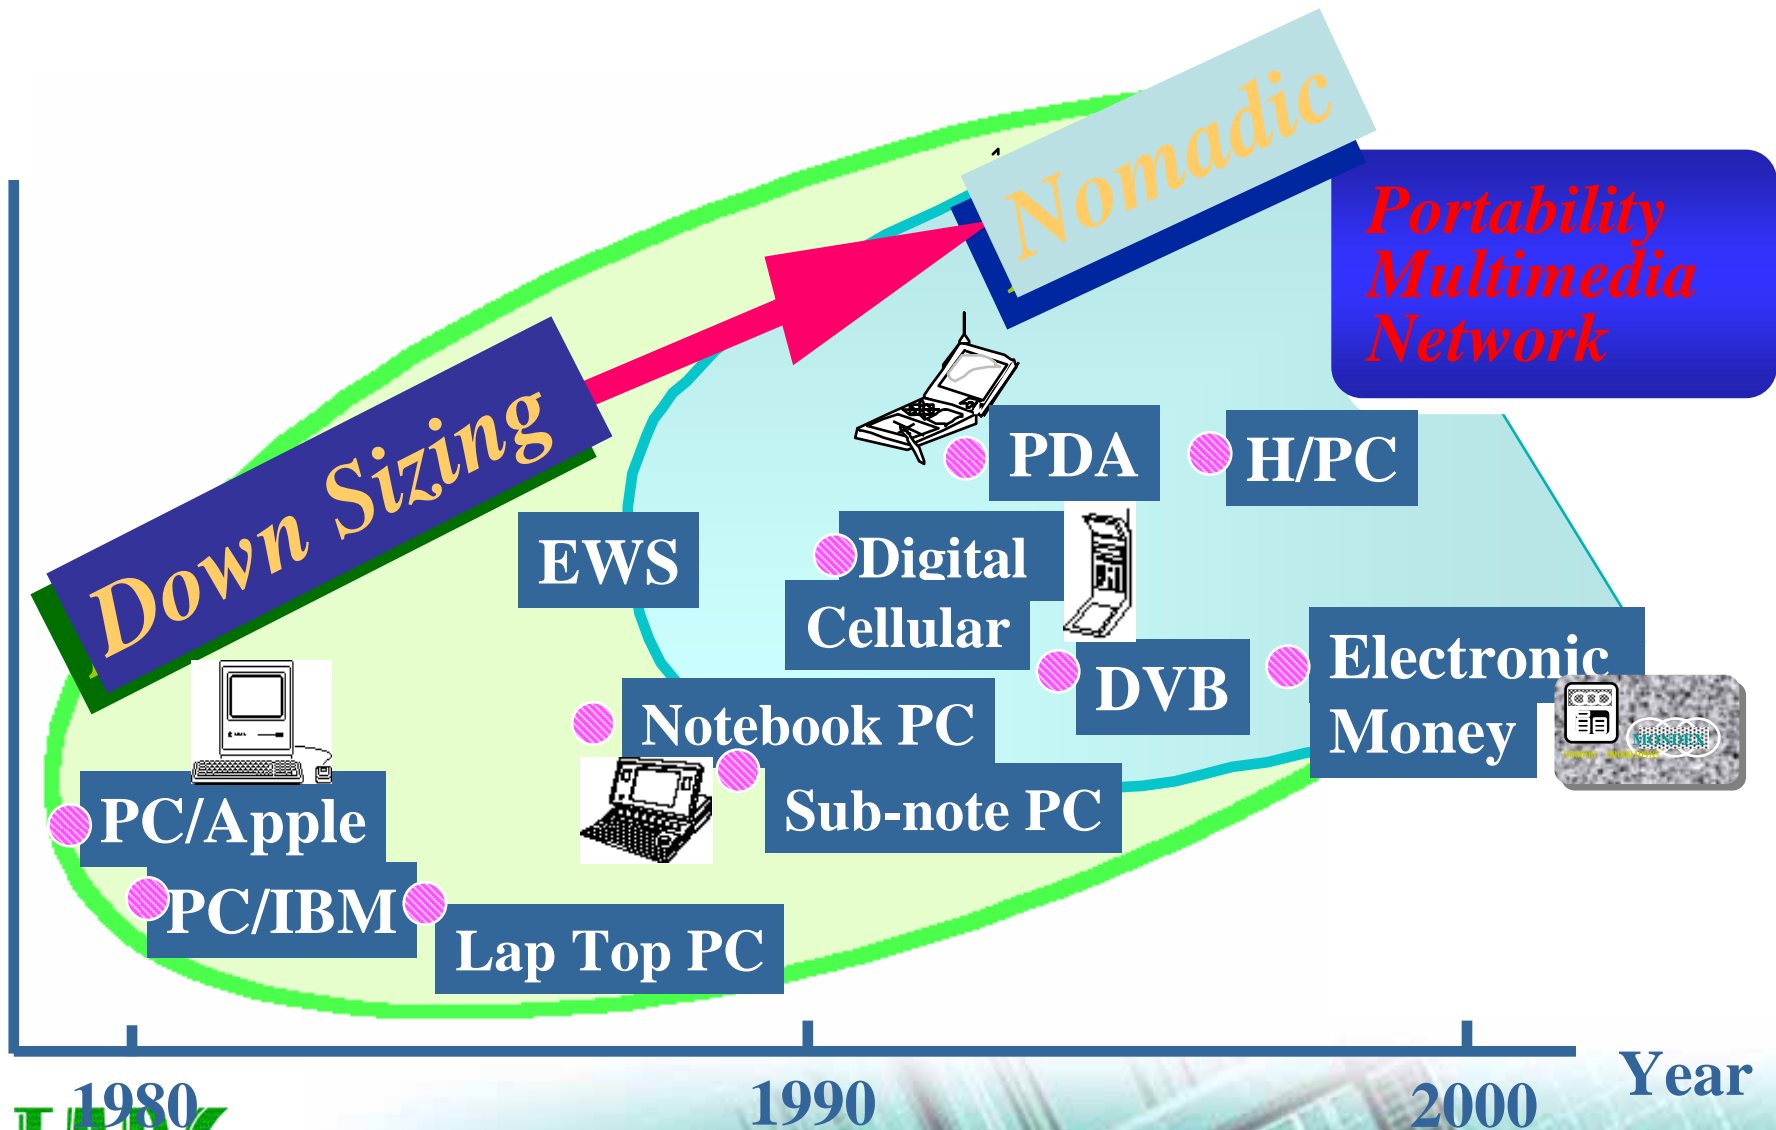 Nomadic
Portability
Multimedia
Network
Down Sizing
PDA
H/PC
EWS
Digital
Cellular
DVB
Electronic
Money
MONDEX
Notebook PC
Sub-note PC
PC/Apple
PC/IBM
Lap Top PC
1980
1990
2000
Year